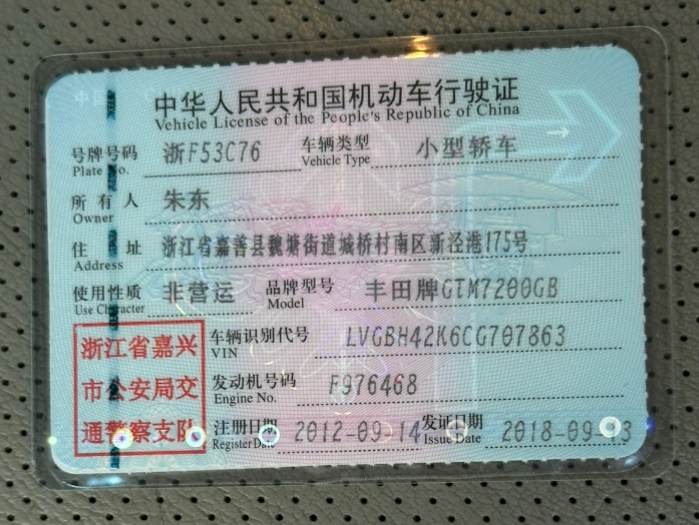 中华人民共和国机动车行驶证
Vehicle License of the People's Republic of China
号牌号码 浙F53C76 车辆类型 小型轿车
Plate No. Vehicle Type
所有人 朱东
Owner
住址 浙江省嘉善县魏塘街道城桥村南区新泾港175号
Address
使用性质 非营运 品牌型号 丰田牌GTM7200GB
Use Character Model
浙江省嘉兴 车辆识别代号 LVGBH42K6CG707863
VIN
市公安局交 发动机号码 F976468
Engine No.
通警察支队 注册日期 2012-09-14 发证日期 2018-09-
Register Date Issue Date